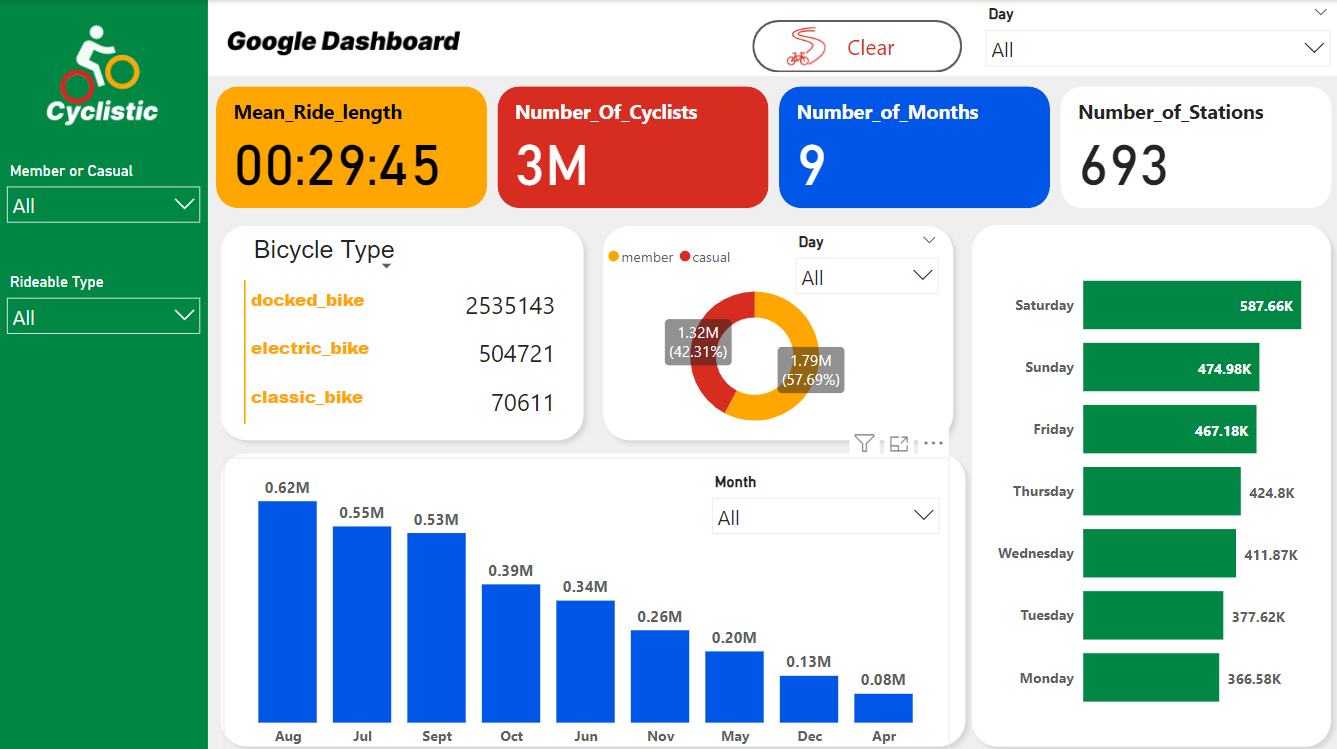 Cyclistic
Member or Casual
All
Rideable Type
All
Google Dashboard
Clear
Day
All
Mean_Ride_length
00:29:45
Number_Of_Cyclists
3M
Number_of_Months
9
Number_of_Stations
693
Bicycle Type
docked_bike 2535143
electric_bike 504721
classic_bike 70611
member casual
Day
All
1.32M
(42.31%)
1.79M
(57.69%)
Month
All
0.62M
0.55M
0.53M
0.39M
0.34M
0.26M
0.20M
0.13M
0.08M
Aug Jul Sept Oct Jun Nov May Dec Apr
Saturday 587.66K
Sunday 474.98K
Friday 467.18K
Thursday 424.8K
Wednesday 411.87K
Tuesday 377.62K
Monday 366.58K